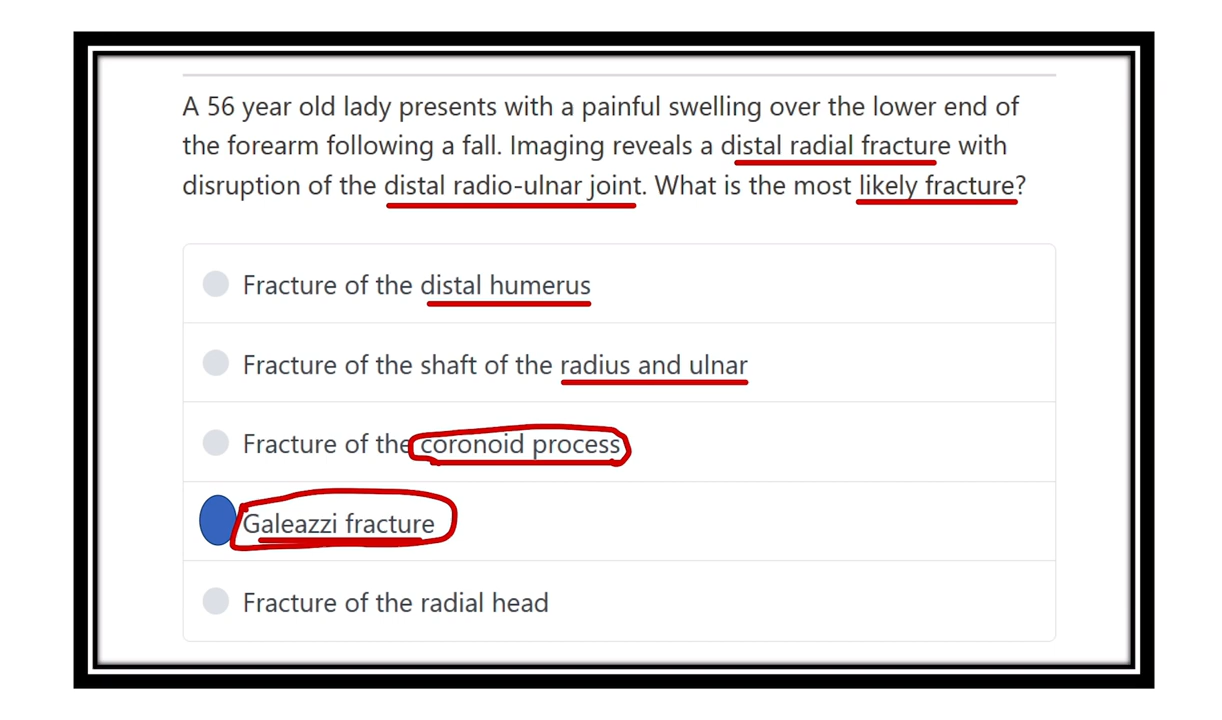 A 56 year old lady presents with a painful swelling over the lower end of
the forearm following a fall. Imaging reveals a distal radial fracture with
disruption of the distal radio-ulnar joint. What is the most likely fracture?
Fracture of the distal humerus
Fracture of the shaft of the radius and ulnar
Fracture of the coronoid process
Galeazzi fracture
Fracture of the radial head